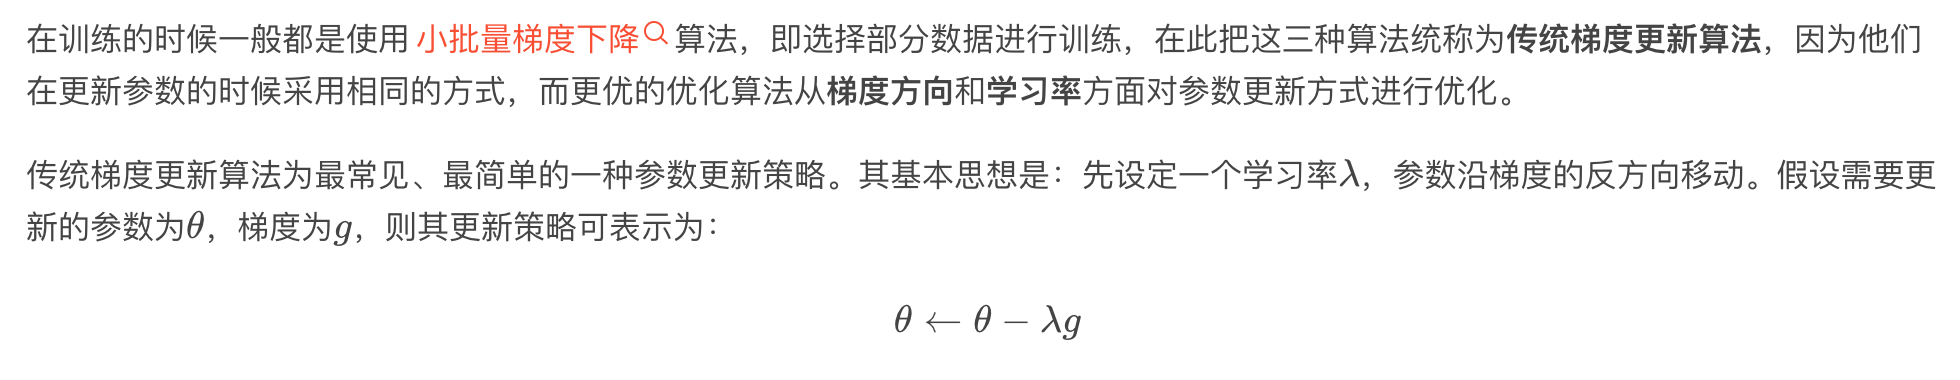 在训练的时候一般都是使用 小批量梯度下降 算法，即选择部分数据进行训练，在此把这三种算法统称为传统梯度更新算法，因为他们
在更新参数的时候采用相同的方式，而更优的优化算法从梯度方向和学习率方面对参数更新方式进行优化。
传统梯度更新算法为最常见、最简单的一种参数更新策略。其基本思想是：先设定一个学习率λ，参数沿梯度的反方向移动。假设需要更
新的参数为θ，梯度为g，则其更新策略可表示为：
θ ← θ − λg